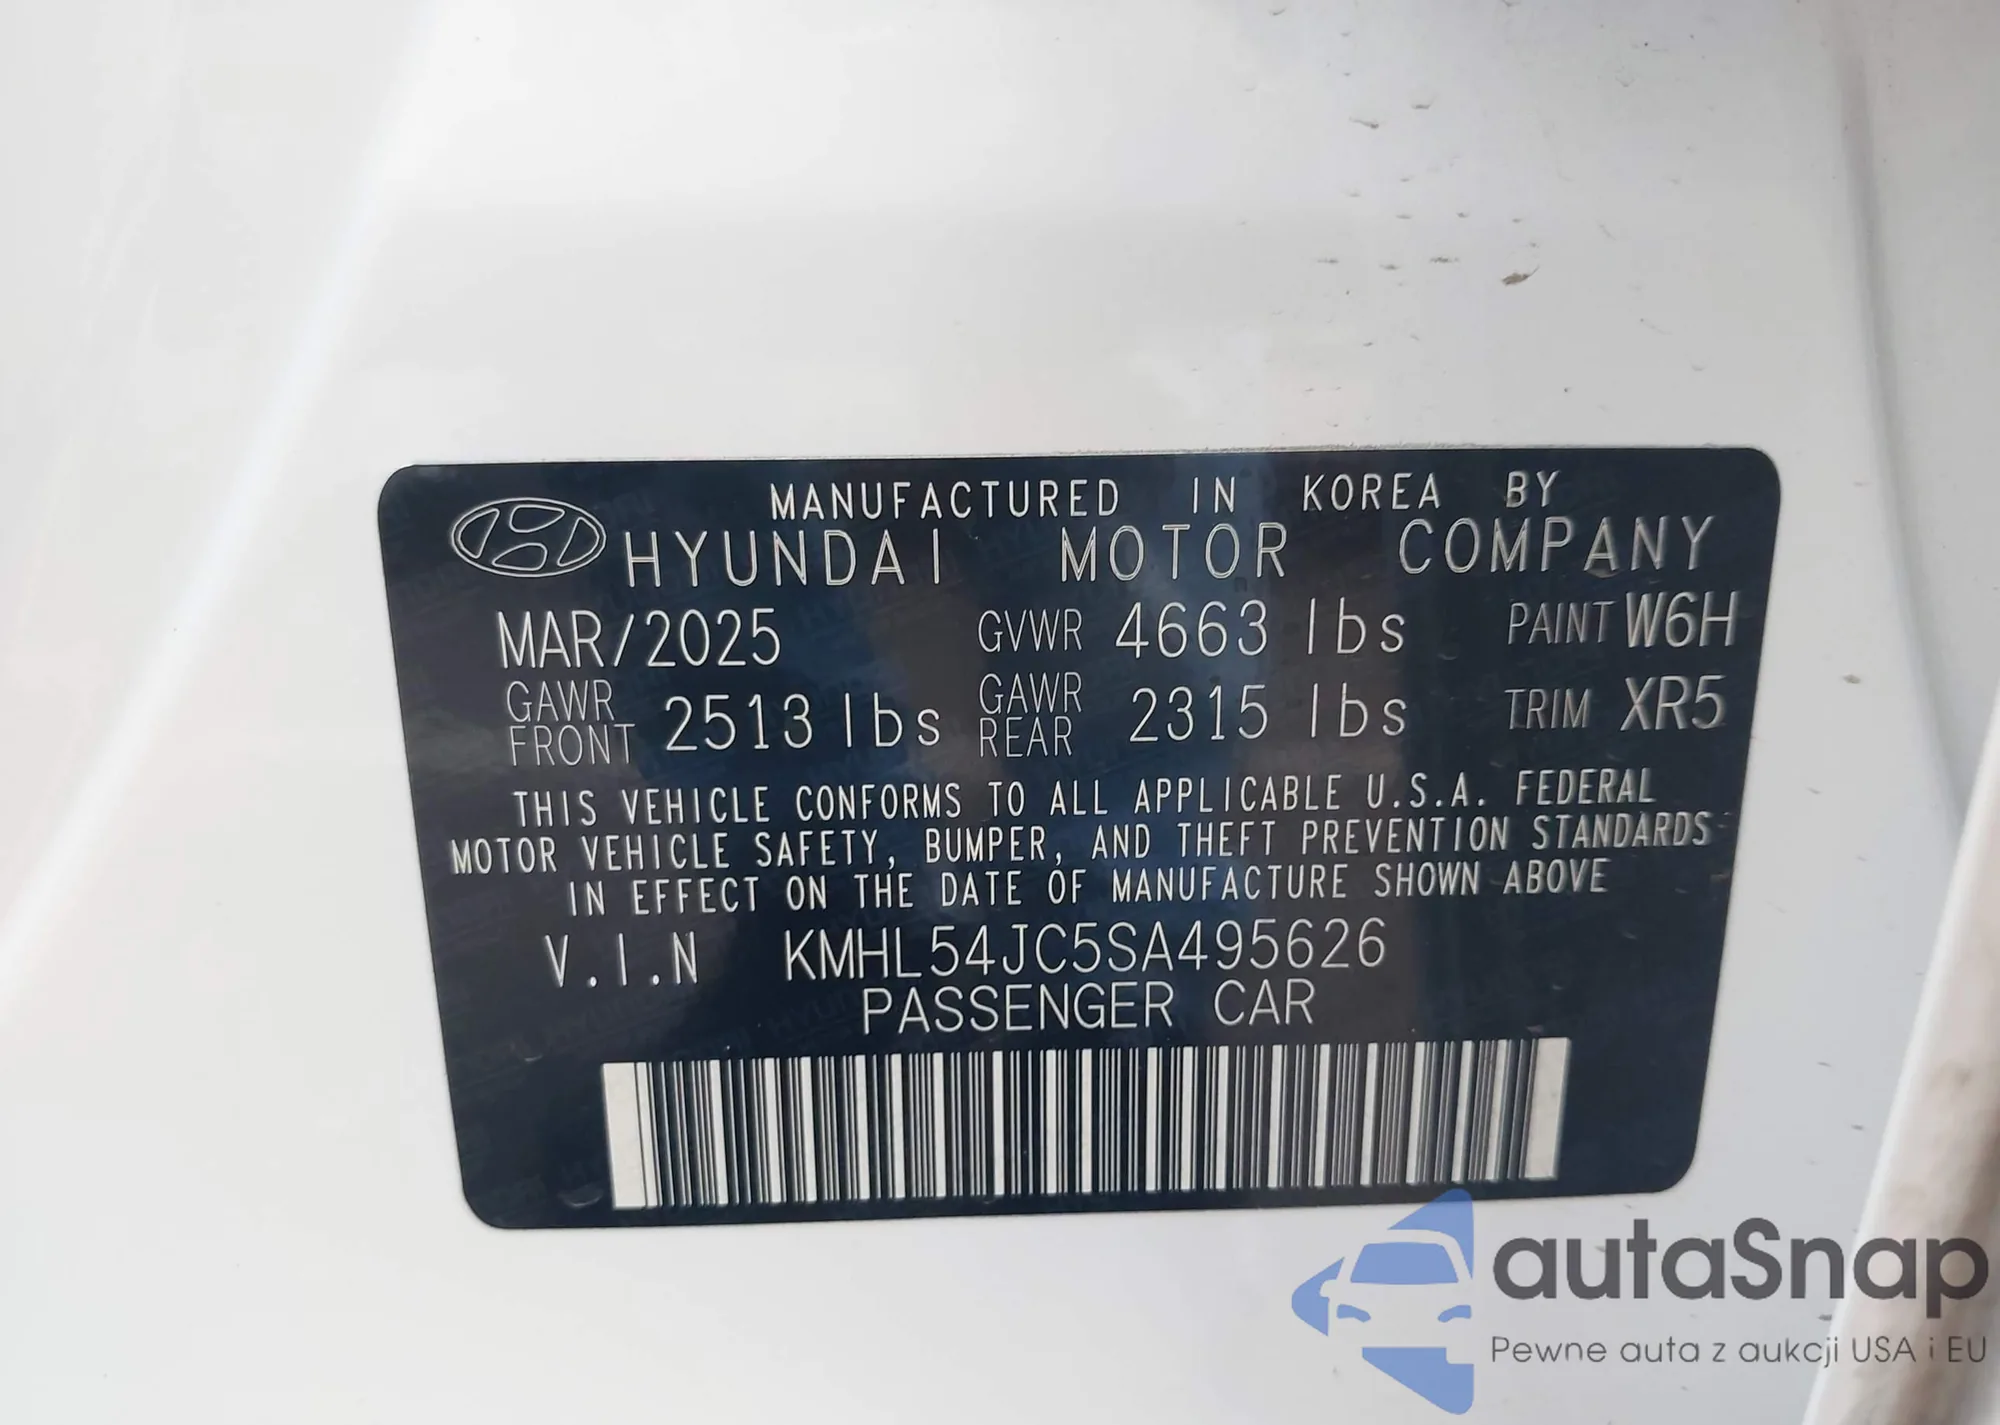 MANUFACTURED IN KOREA BY
HYUNDAI MOTOR COMPANY
MAR/2025 GVWR 4663 lbs PAINT W6H
GAWR FRONT 2513 lbs GAWR REAR 2315 lbs TRIM XR5
THIS VEHICLE CONFORMS TO ALL APPLICABLE U.S.A. FEDERAL
MOTOR VEHICLE SAFETY, BUMPER, AND THEFT PREVENTION STANDARDS
IN EFFECT ON THE DATE OF MANUFACTURE SHOWN ABOVE
V.I.N KMHL54JC5SA495626
PASSENGER CAR
autaSnap
Pewne auta z aukcji USA i EU